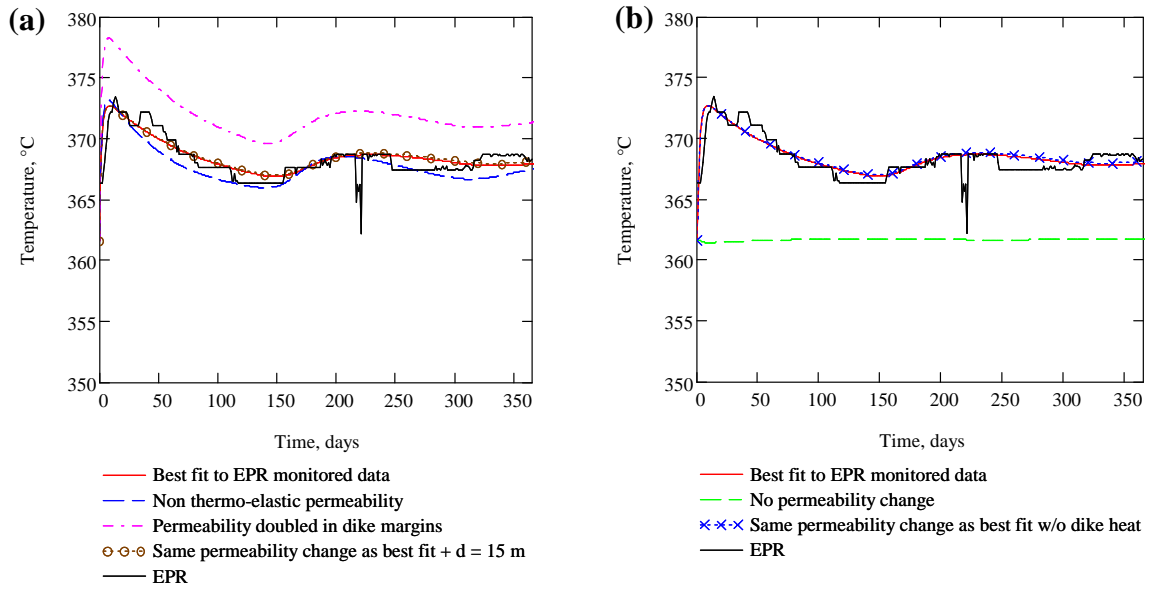 (a)
380
375
370
365
360
355
350
Temperature, °C
0 50 100 150 200 250 300 350
Time, days
Best fit to EPR monitored data
Non thermo-elastic permeability
Permeability doubled in dike margins
Same permeability change as best fit + d = 15 m
EPR
(b)
380
375
370
365
360
355
350
Temperature, °C
0 50 100 150 200 250 300 350
Time, days
Best fit to EPR monitored data
No permeability change
Same permeability change as best fit w/o dike heat
EPR